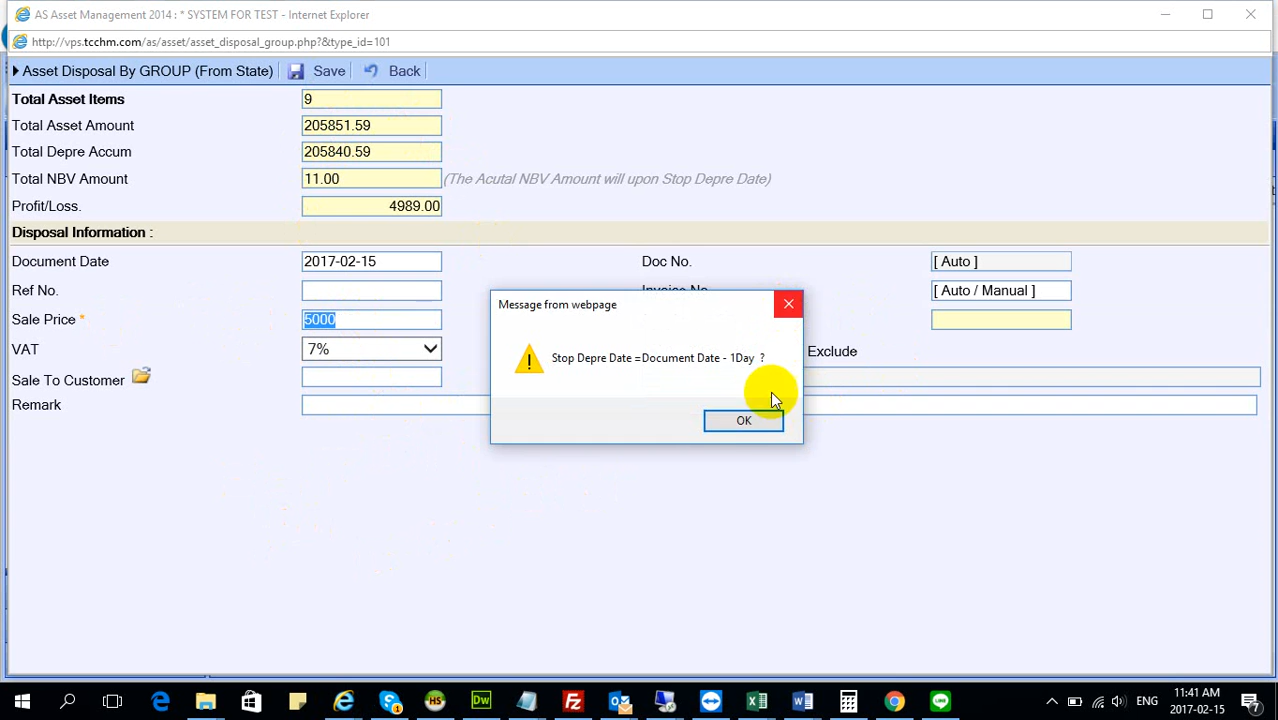 AS Asset Management 2014 : * SYSTEM FOR TEST - Internet Explorer
http://vps.tcchm.com/as/asset/asset_disposal_group.php?&type_id=101
Asset Disposal By GROUP (From State) Save Back
Total Asset Items 9
Total Asset Amount 205851.59
Total Depre Accum 205840.59
Total NBV Amount 11.00 (The Acutal NBV Amount will upon Stop Depre Date)
Profit/Loss. 4989.00
Disposal Information :
Document Date 2017-02-15 Doc No. [ Auto ]
Ref No. Invoice No. [ Auto / Manual ]
Message from webpage
Sale Price * 5000
VAT 7% Exclude
Stop Depre Date =Document Date - 1Day ?
Sale To Customer
Remark
OK
ENG
11:41 AM
2017-02-15